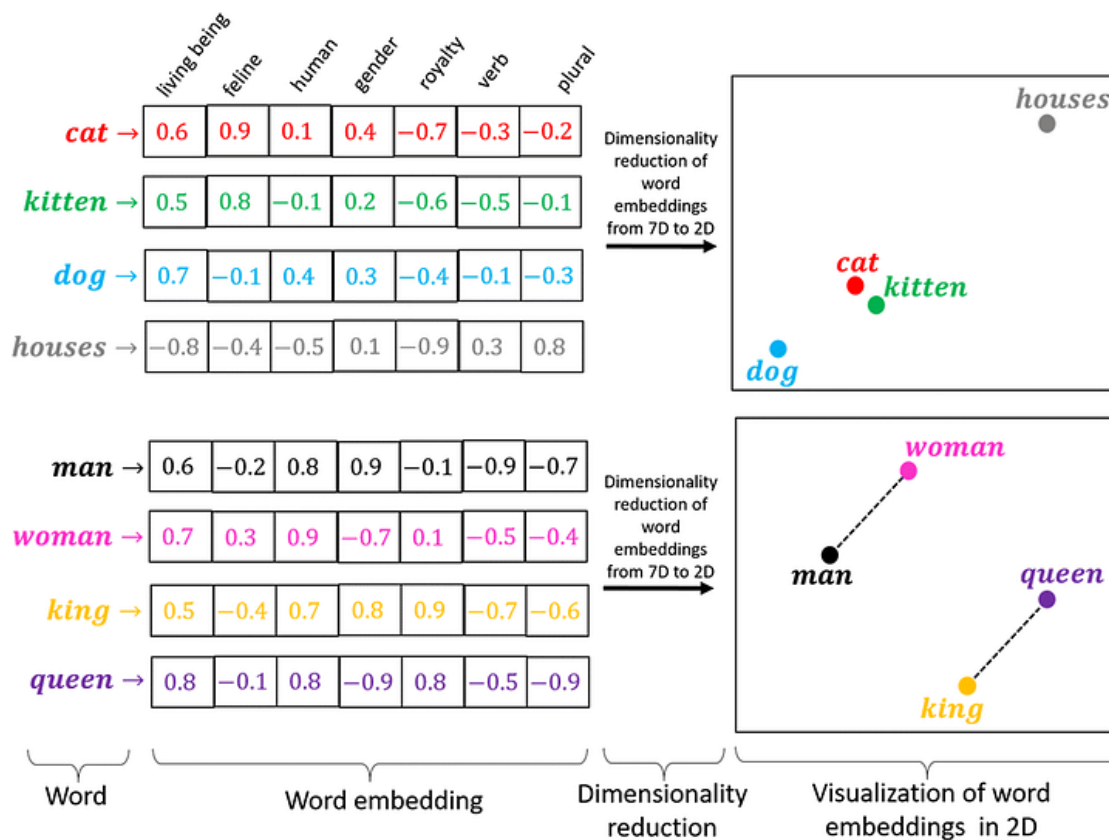 living being feline human gender royalty verb plural
cat → 0.6 0.9 0.1 0.4 −0.7 −0.3 −0.2
kitten → 0.5 0.8 −0.1 0.2 −0.6 −0.5 −0.1
dog → 0.7 −0.1 0.4 0.3 −0.4 −0.1 −0.3
houses → −0.8 −0.4 −0.5 0.1 −0.9 0.3 0.8
Dimensionality
reduction of
word
embeddings
from 7D to 2D
houses
cat
kitten
dog
man → 0.6 −0.2 0.8 0.9 −0.1 −0.9 −0.7
woman → 0.7 0.3 0.9 −0.7 0.1 −0.5 −0.4
king → 0.5 −0.4 0.7 0.8 0.9 −0.7 −0.6
queen → 0.8 −0.1 0.8 −0.9 0.8 −0.5 −0.9
Dimensionality
reduction of
word
embeddings
from 7D to 2D
woman
man
queen
king
Word
Word embedding
Dimensionality
reduction
Visualization of word
embeddings in 2D